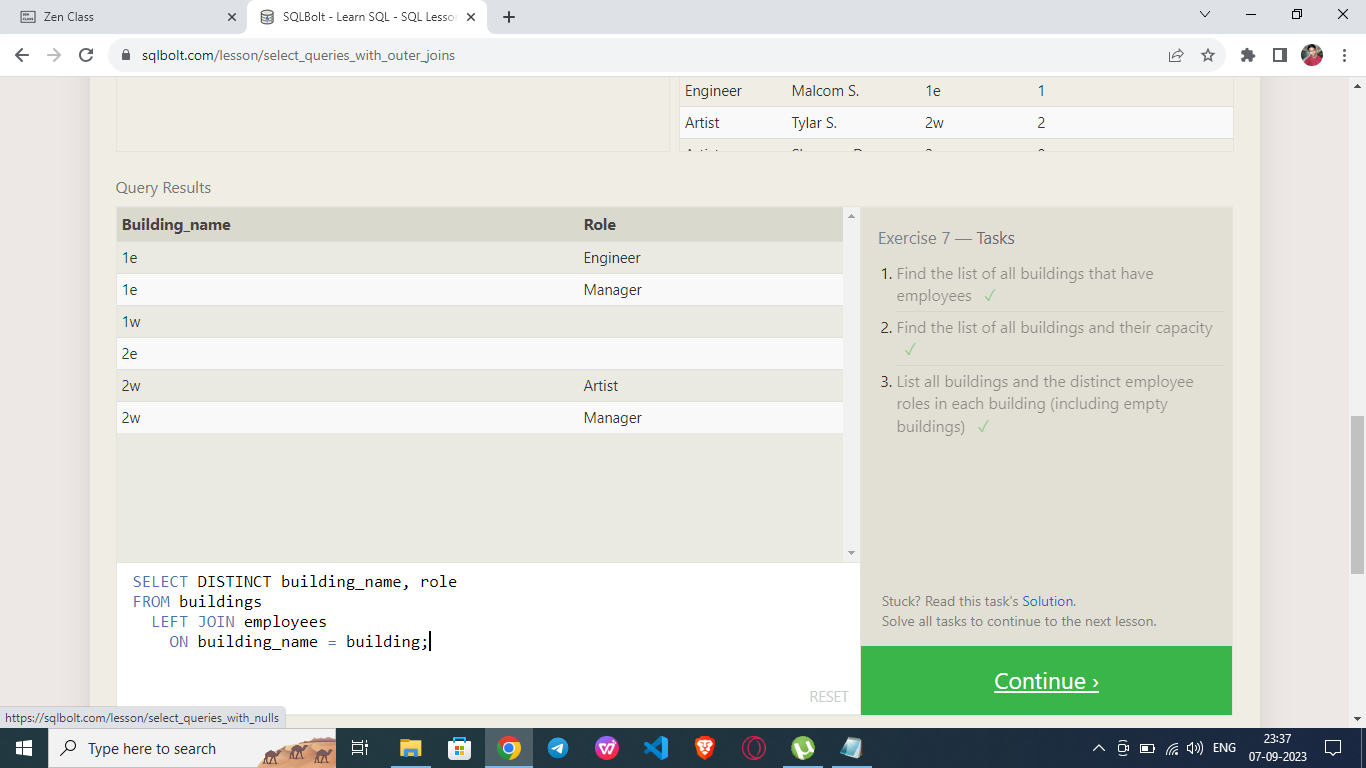 Zen Class
SQLBolt - Learn SQL - SQL Lesson
sqlbolt.com/lesson/select_queries_with_outer_joins
Engineer Malcom S. 1e 1
Artist Tylar S. 2w 2
Query Results
Building_name Role
1e Engineer
1e Manager
1w
2e
2w Artist
2w Manager
Exercise 7 — Tasks
1. Find the list of all buildings that have
employees ✓
2. Find the list of all buildings and their capacity
✓
3. List all buildings and the distinct employee
roles in each building (including empty
buildings) ✓
SELECT DISTINCT building_name, role
FROM buildings
LEFT JOIN employees
ON building_name = building;
RESET
Stuck? Read this task's Solution.
Solve all tasks to continue to the next lesson.
Continue ›
https://sqlbolt.com/lesson/select_queries_with_nulls
Type here to search
ENG
23:37
07-09-2023